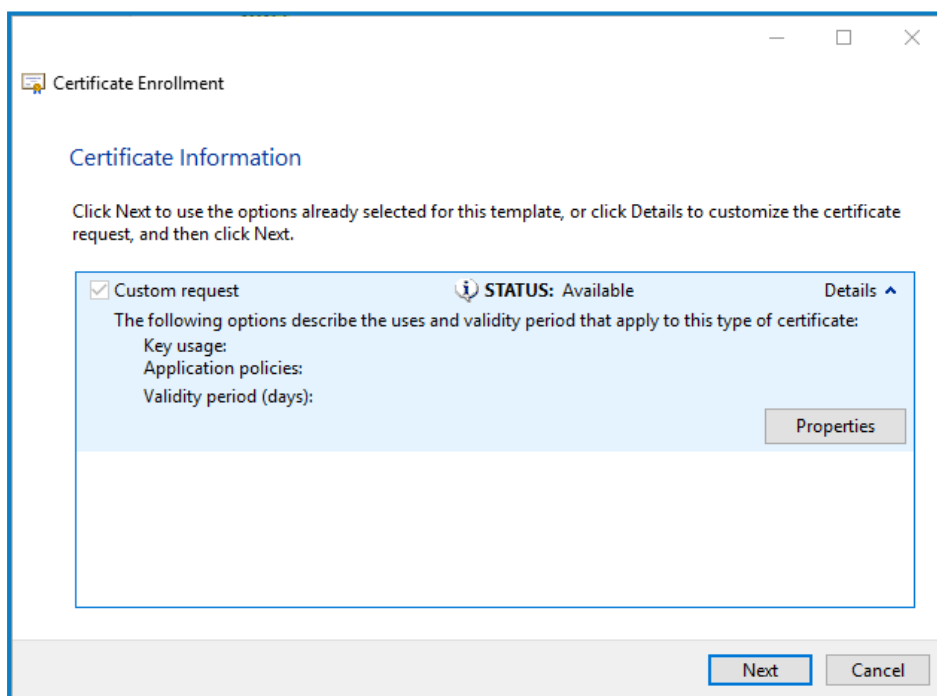 Certificate Enrollment
Certificate Information
Click Next to use the options already selected for this template, or click Details to customize the certificate
request, and then click Next.
Custom request STATUS: Available Details
The following options describe the uses and validity period that apply to this type of certificate:
Key usage:
Application policies:
Validity period (days):
Properties
Next Cancel